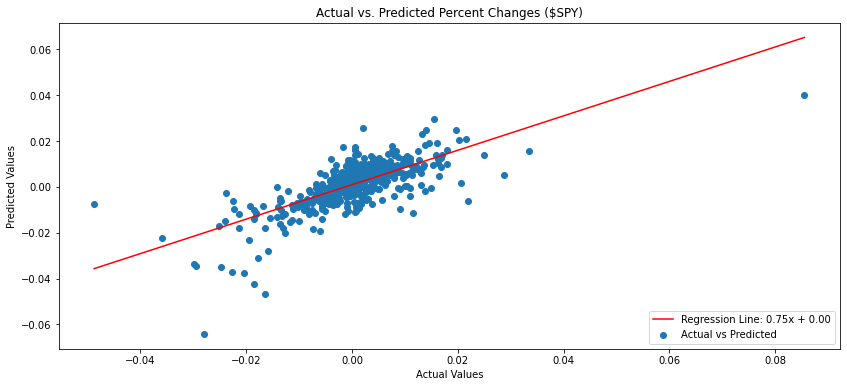 Actual vs. Predicted Percent Changes ($SPY)
Predicted Values
0.06
0.04
0.02
0.00
−0.02
−0.04
−0.06
Regression Line: 0.75x + 0.00
Actual vs Predicted
−0.04
−0.02
0.00
0.02
0.04
0.06
0.08
Actual Values